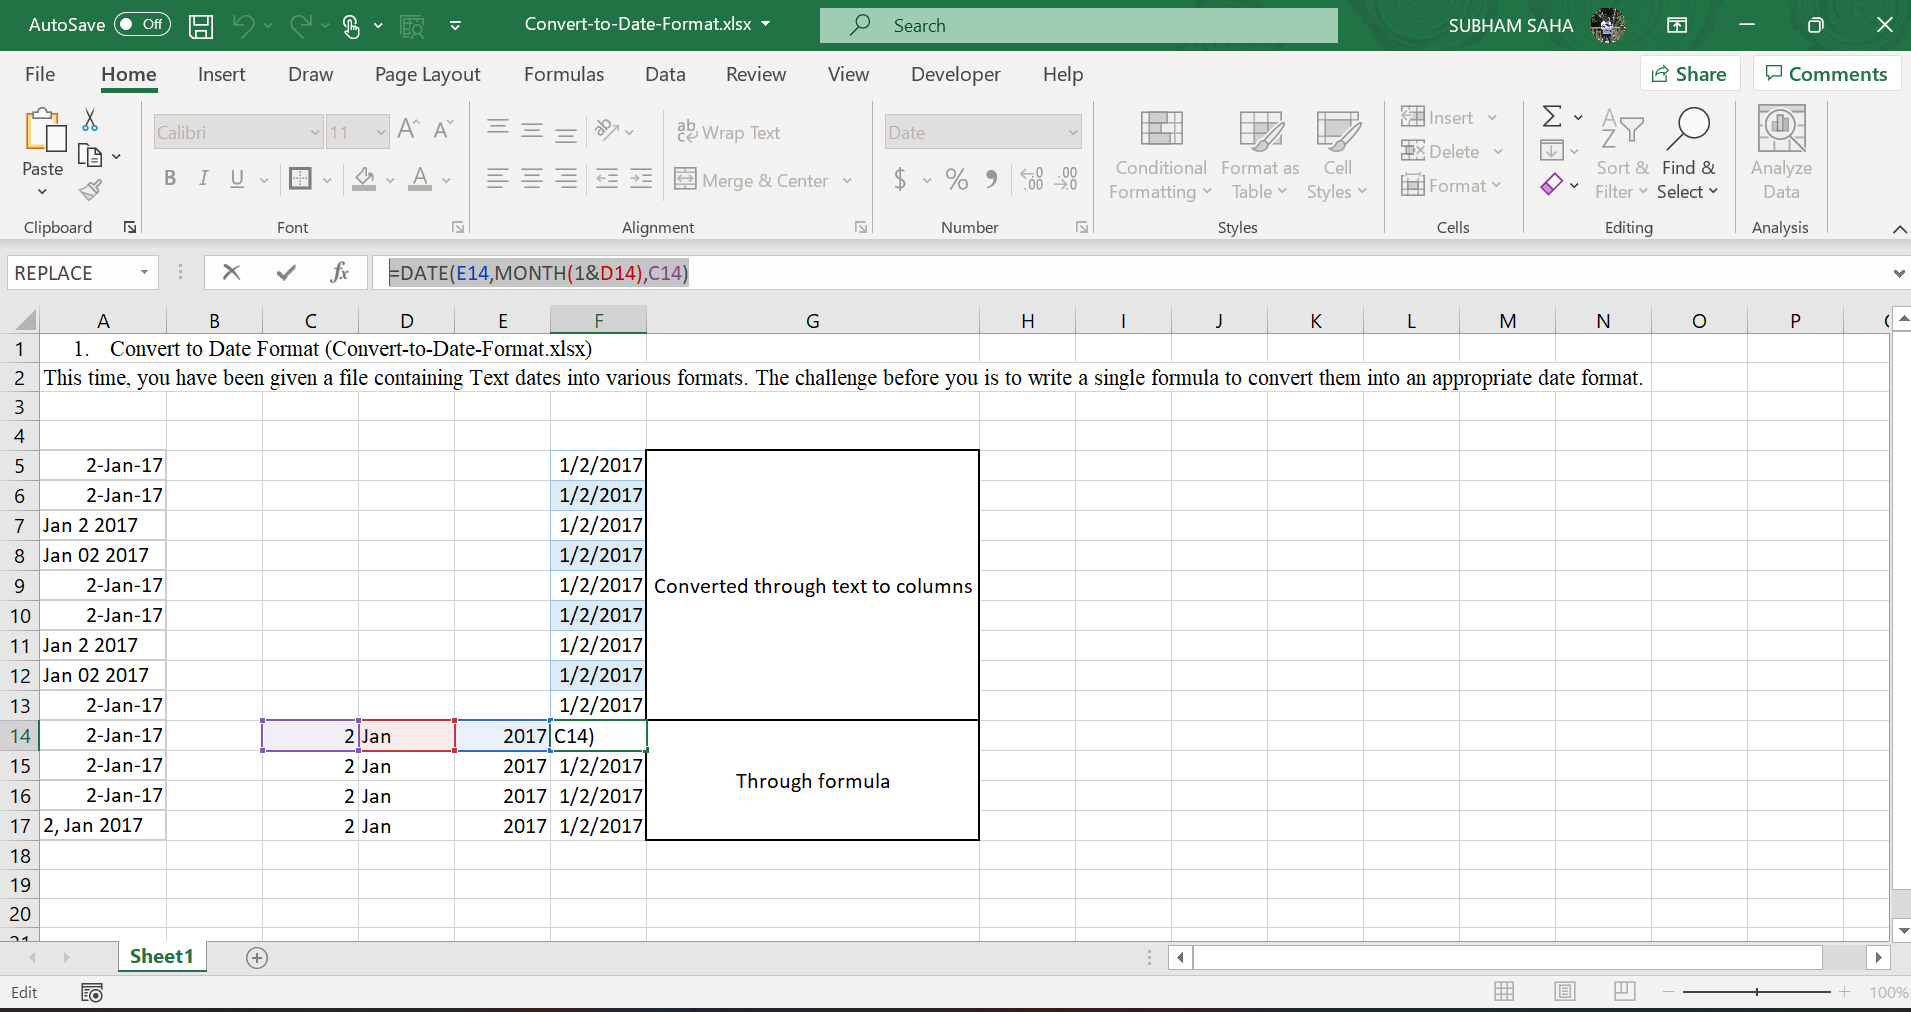 AutoSave Off Convert-to-Date-Format.xlsx Search SUBHAM SAHA
File Home Insert Draw Page Layout Formulas Data Review View Developer Help Share Comments
Calibri 11 A A ab Wrap Text Date Insert Σ
Paste Conditional Format as Cell Delete Sort & Find & Analyze
B I U A Merge & Center $ % Formatting Table Styles Format Filter Select Data
Clipboard Font Alignment Number Styles Cells Editing Analysis
REPLACE fx =DATE(E14,MONTH(1&D14),C14)
A B C D E F G H I J K L M N O P
1 1. Convert to Date Format (Convert-to-Date-Format.xlsx)
2 This time, you have been given a file containing Text dates into various formats. The challenge before you is to write a single formula to convert them into an appropriate date format.
3
4
5 2-Jan-17 1/2/2017
6 2-Jan-17 1/2/2017
7 Jan 2 2017 1/2/2017
8 Jan 02 2017 1/2/2017
9 2-Jan-17 1/2/2017 Converted through text to columns
10 2-Jan-17 1/2/2017
11 Jan 2 2017 1/2/2017
12 Jan 02 2017 1/2/2017
13 2-Jan-17 1/2/2017
14 2-Jan-17 2 Jan 2017 C14)
15 2-Jan-17 2 Jan 2017 1/2/2017
Through formula
16 2-Jan-17 2 Jan 2017 1/2/2017
17 2, Jan 2017 2 Jan 2017 1/2/2017
18
19
20
Sheet1
Edit 100%